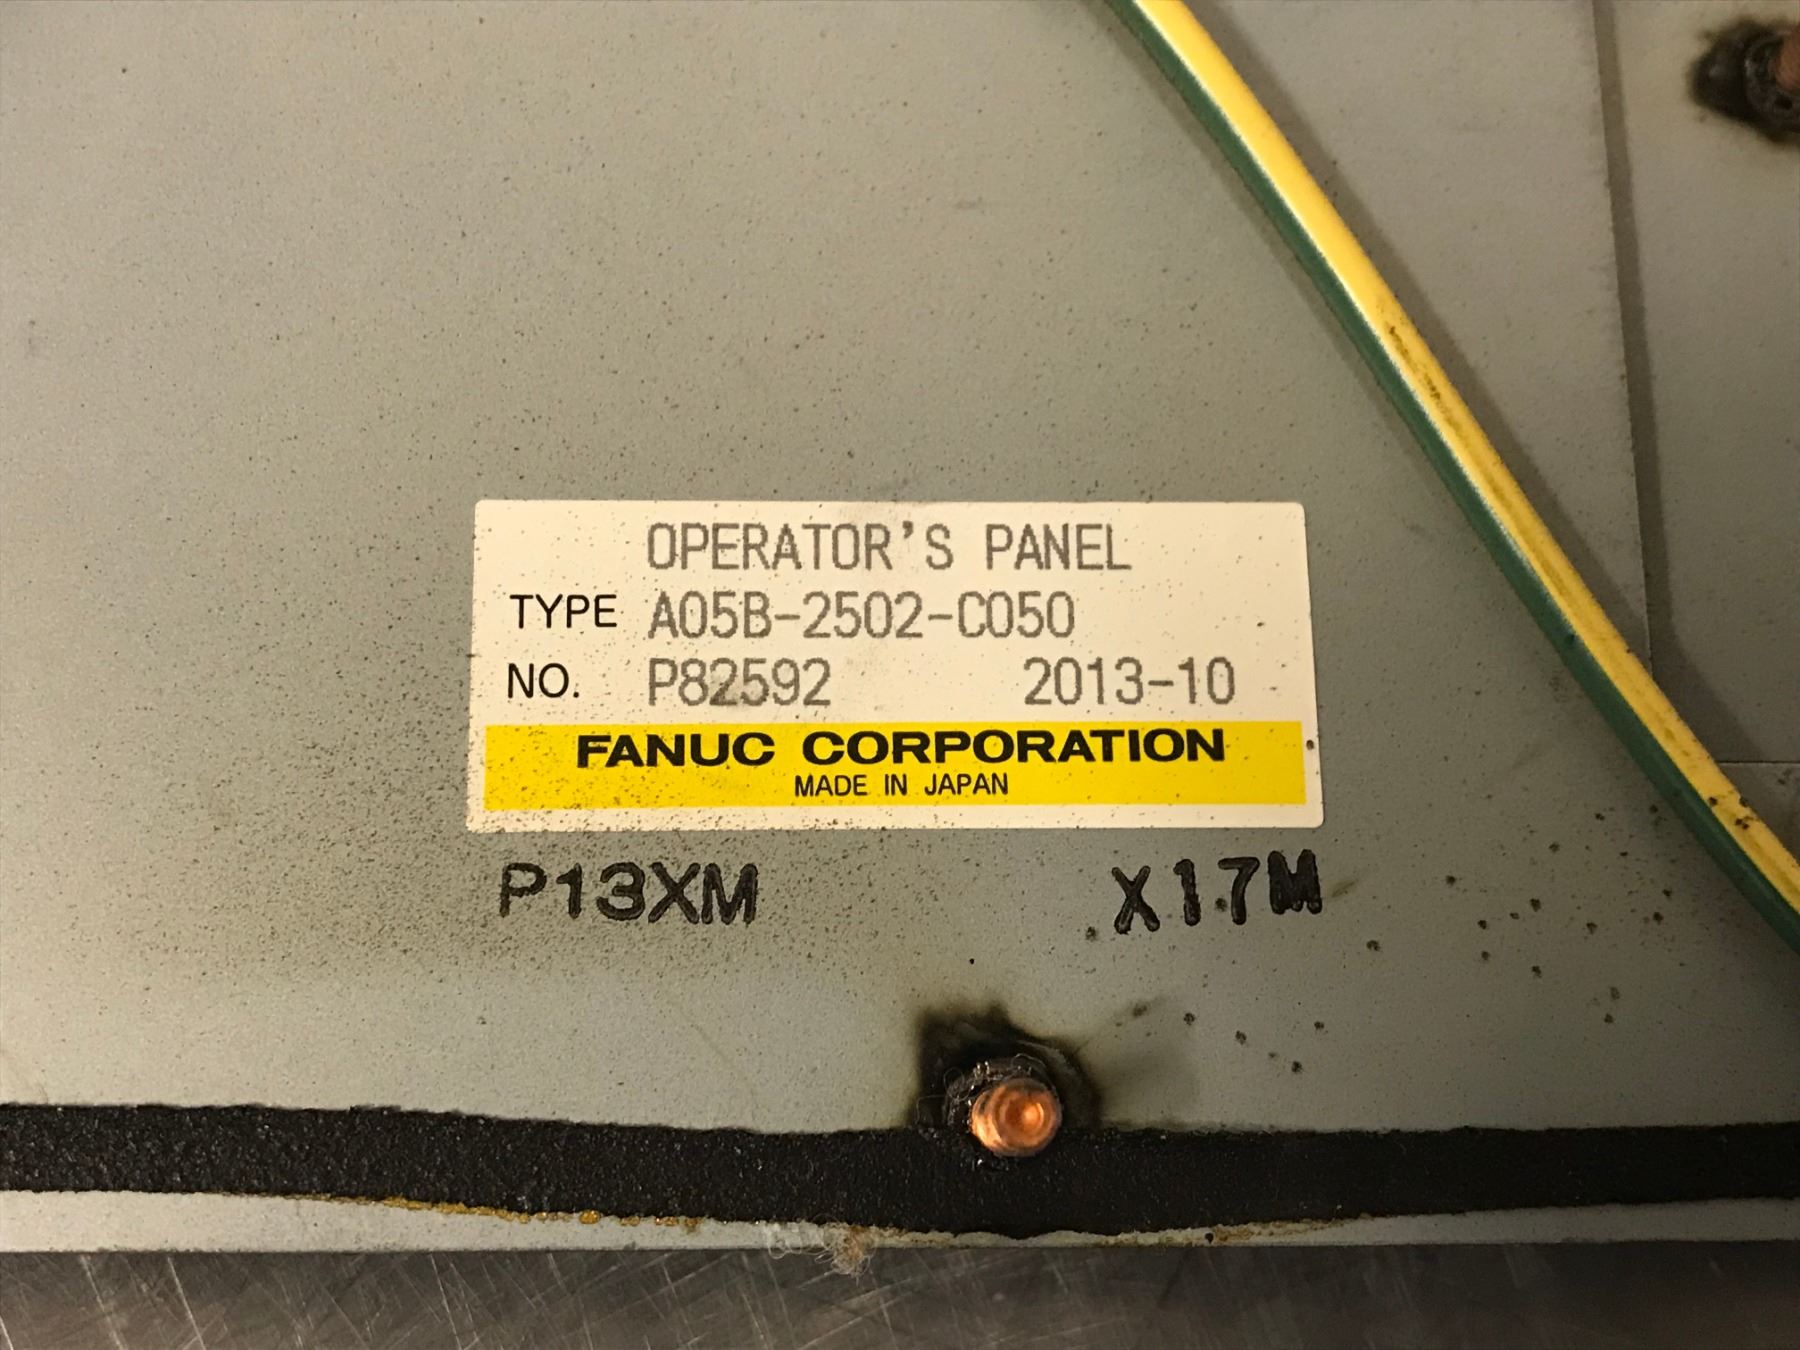 OPERATOR'S PANEL
TYPE A05B-2502-C050
NO. P82592 2013-10
FANUC CORPORATION
MADE IN JAPAN
P13XM X17M